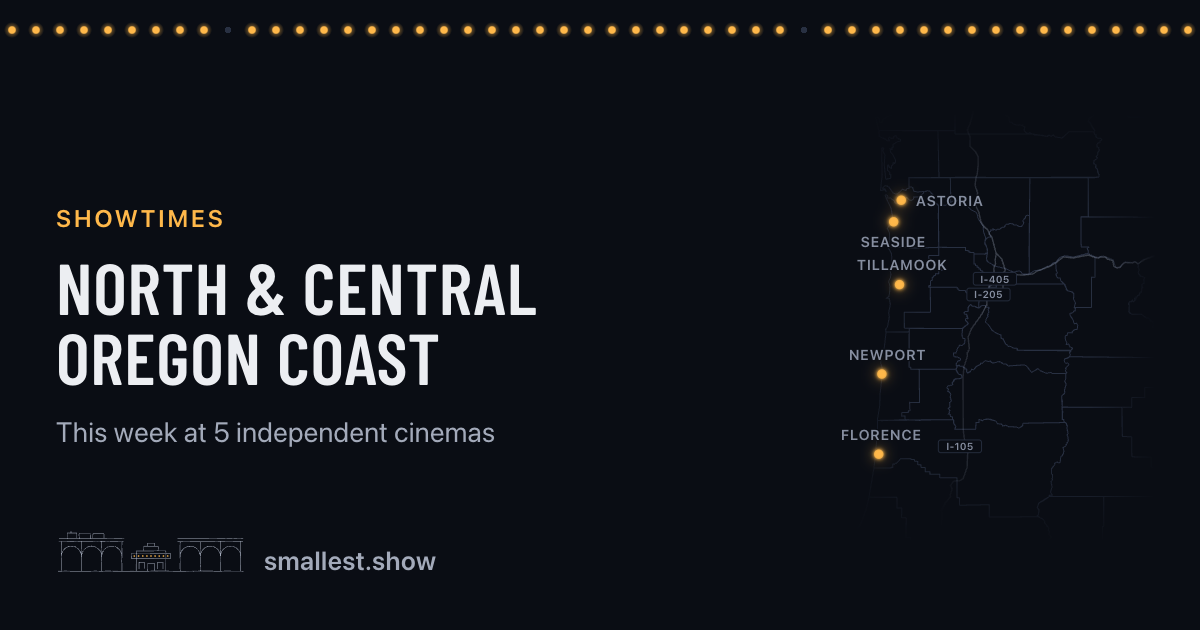 SHOWTIMES
NORTH & CENTRAL
OREGON COAST
This week at 5 independent cinemas
smallest.show
ASTORIA
SEASIDE
TILLAMOOK
I-405
I-205
NEWPORT
FLORENCE
I-105